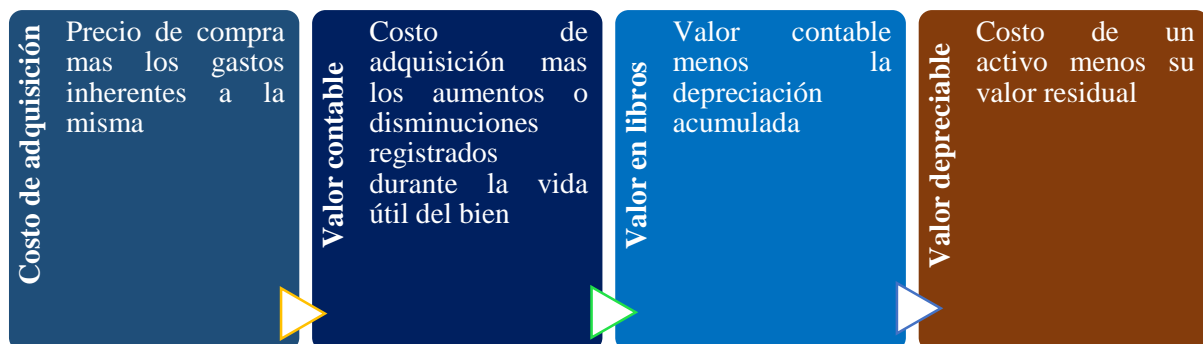 Costo de adquisición
Precio de compra
mas los gastos
inherentes a la
misma
Valor contable
Costo de
adquisición mas
los aumentos o
disminuciones
registrados
durante la vida
útil del bien
Valor en libros
Valor contable
menos la
depreciación
acumulada
Valor depreciable
Costo de un
activo menos su
valor residual